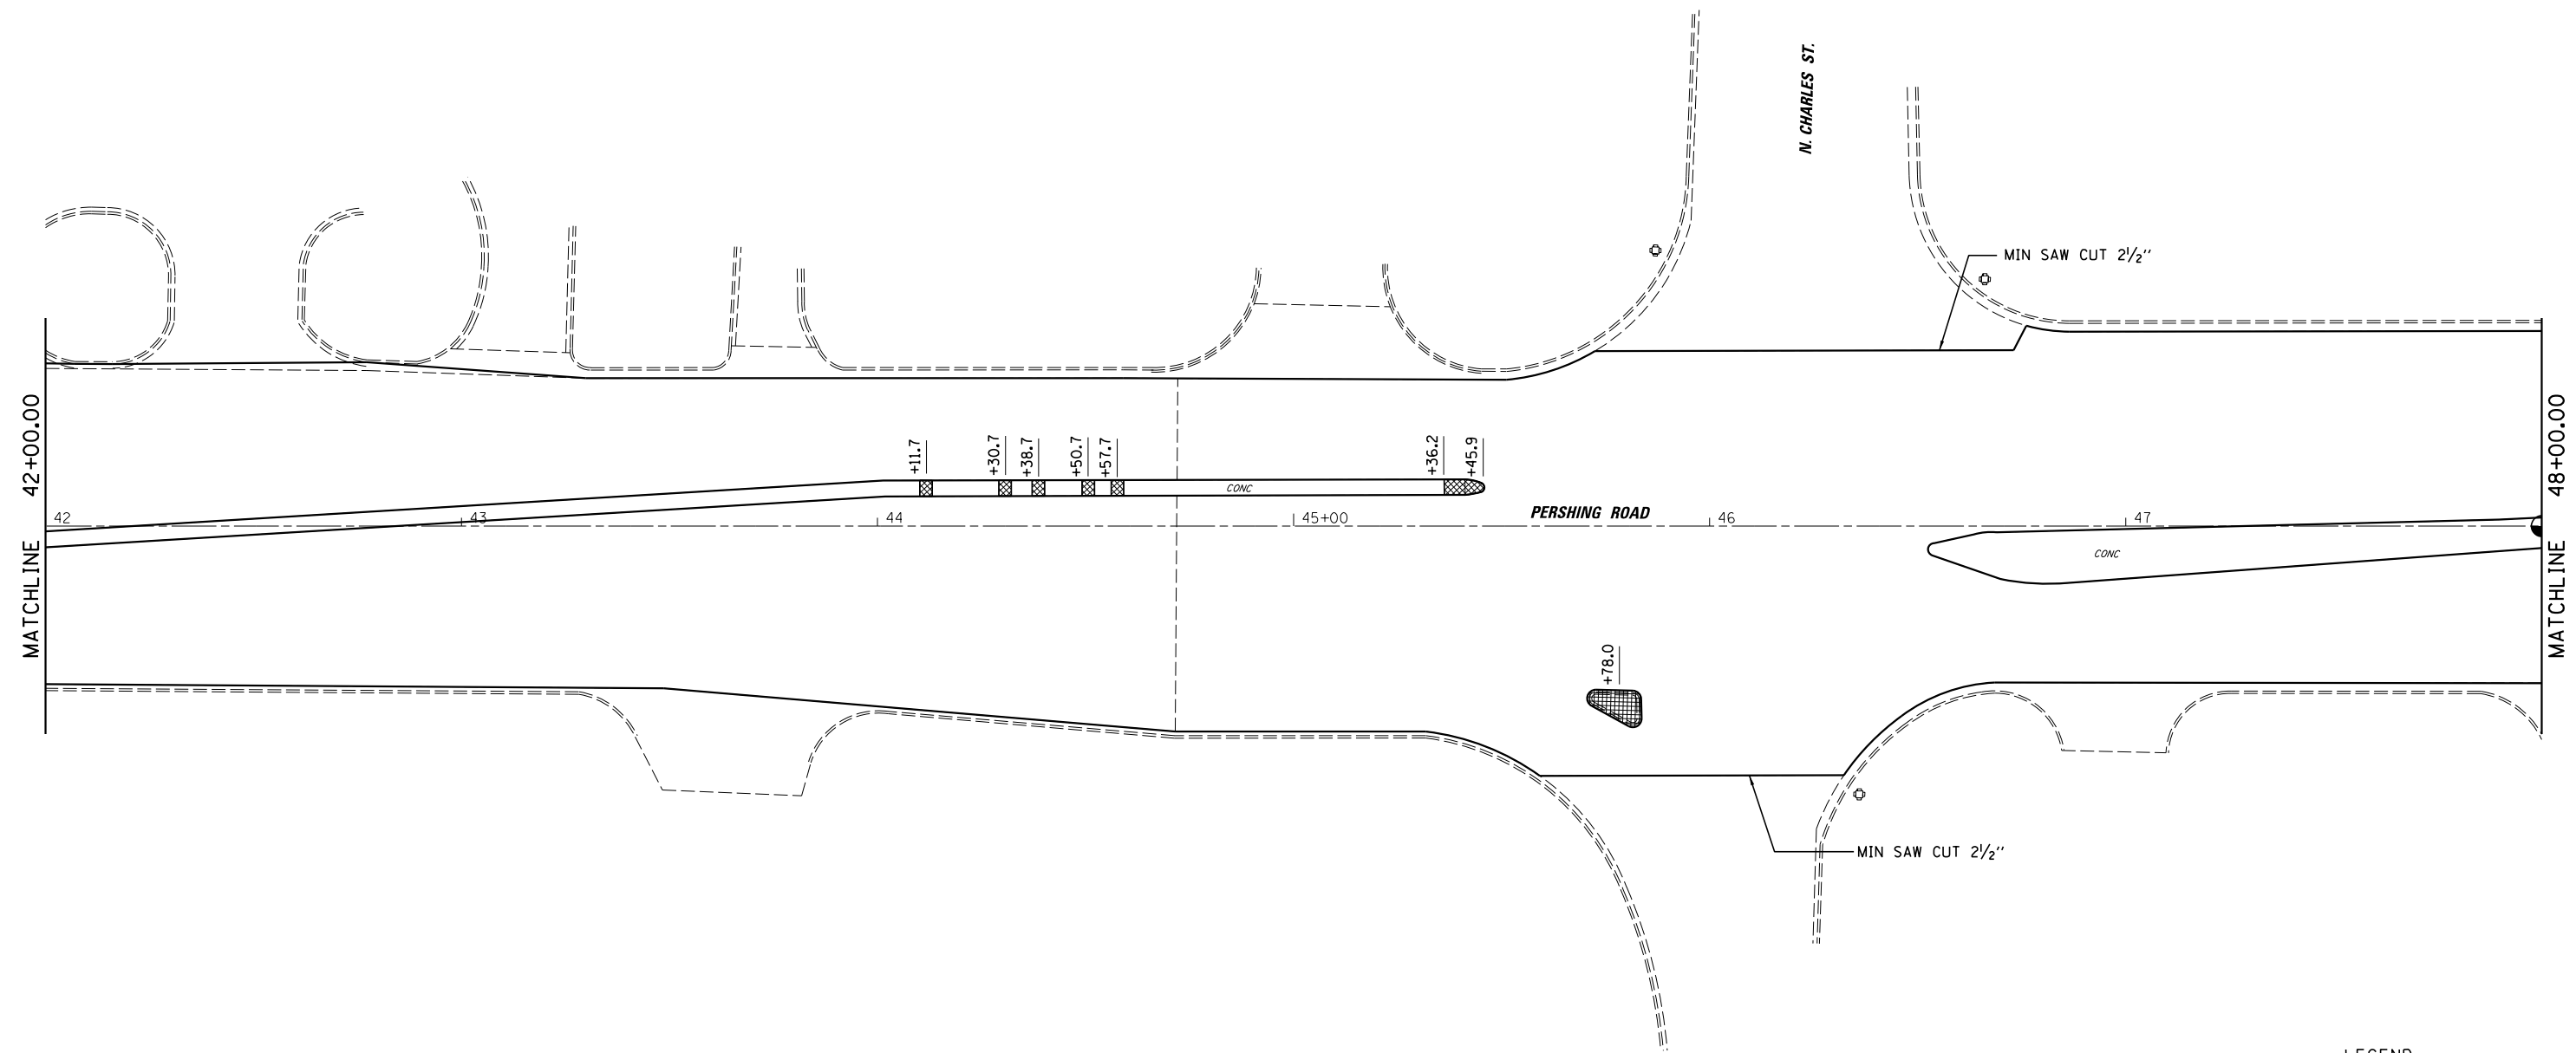 N. CHARLES ST.
MIN SAW CUT 2½''
MATCHLINE 42+00.00
+11.7
+30.7
+38.7
+50.7
+57.7
+36.2
+45.9
CONC
42
43
44
45+00
PERSHING ROAD
46
47
CONC
MATCHLINE 48+00.00
+78.0
MIN SAW CUT 2½''
LEGEND